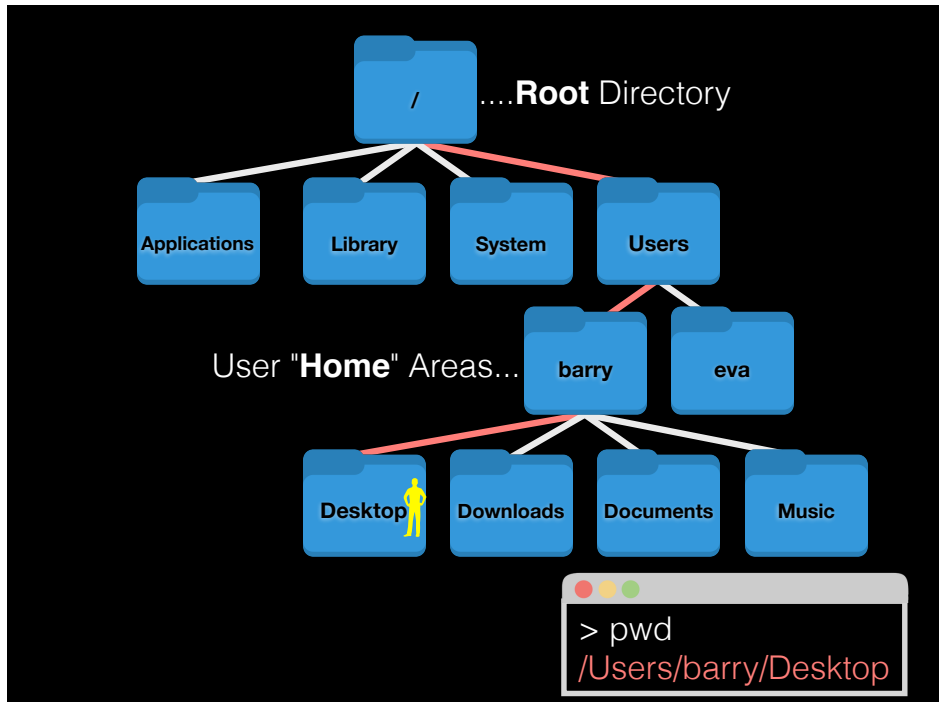 /
....Root Directory
Applications
Library
System
Users
User "Home" Areas...
barry
eva
Desktop
Downloads
Documents
Music
> pwd
/Users/barry/Desktop